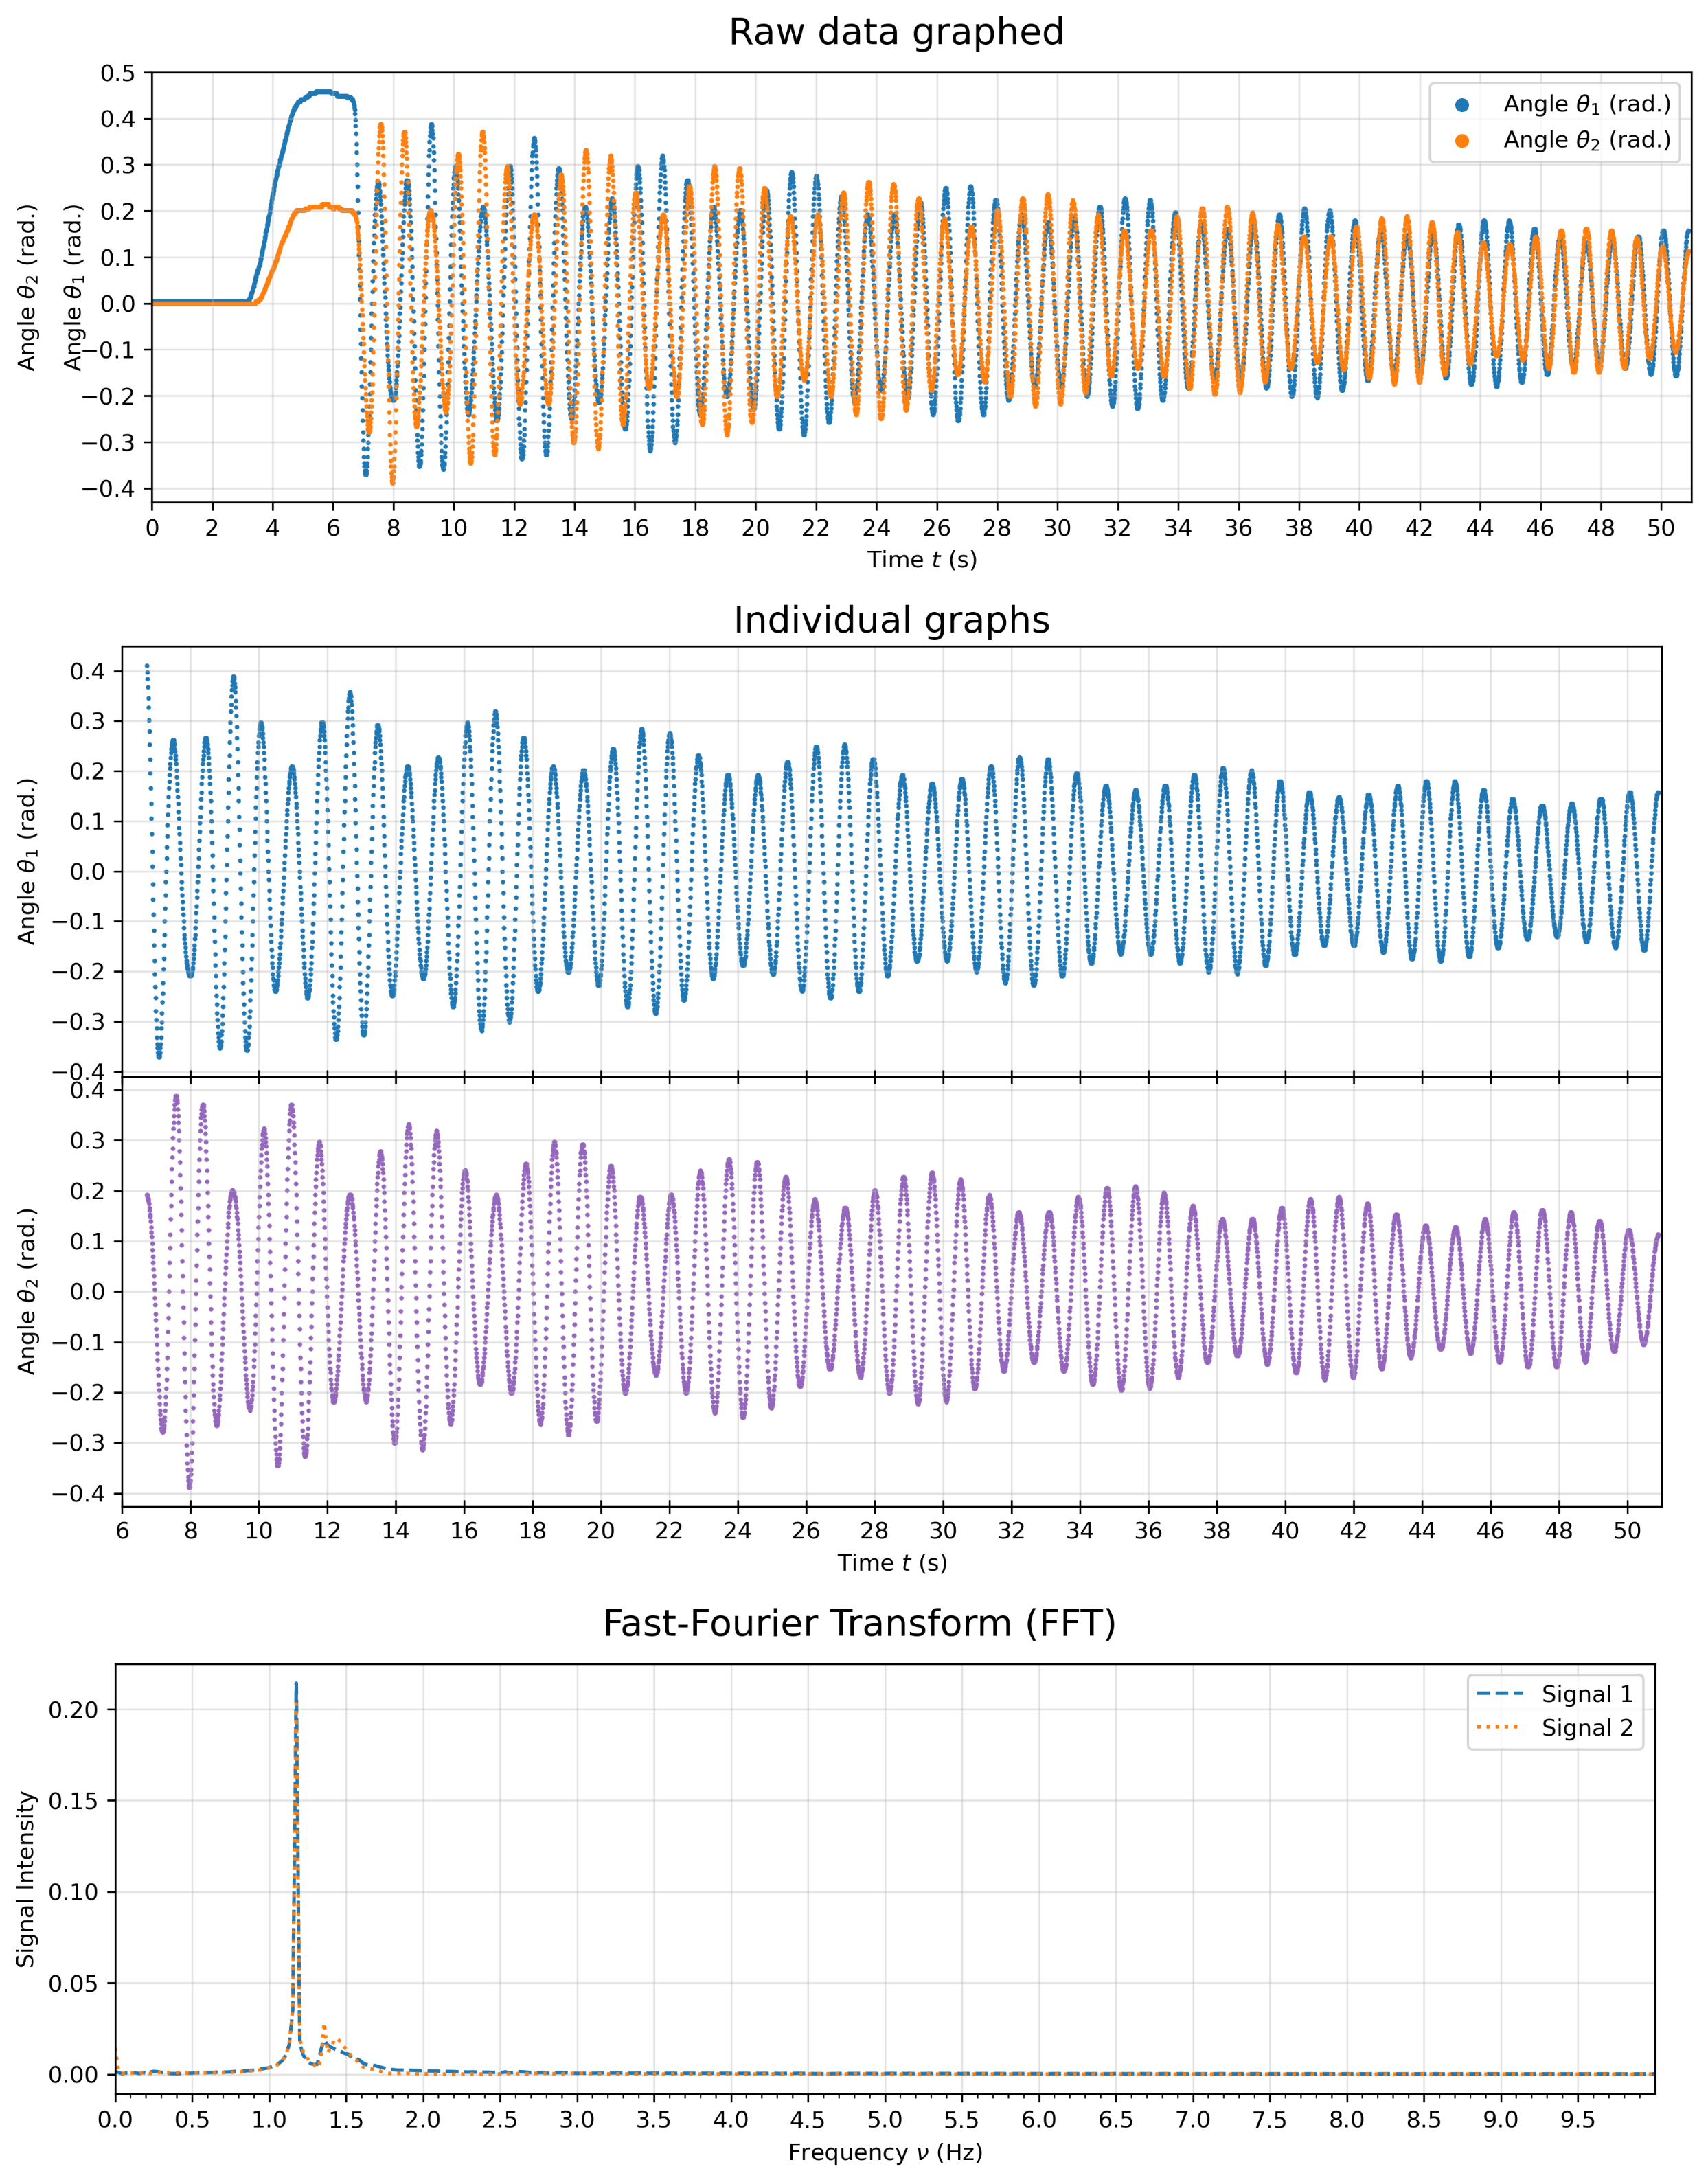 Raw data graphed
Angle θ₂ (rad.)
Angle θ₁ (rad.)
0.5
0.4
0.3
0.2
0.1
0.0
−0.1
−0.2
−0.3
−0.4
Angle θ₁ (rad.)
Angle θ₂ (rad.)
0 2 4 6 8 10 12 14 16 18 20 22 24 26 28 30 32 34 36 38 40 42 44 46 48 50
Time t (s)
Individual graphs
Angle θ₁ (rad.)
0.4
0.3
0.2
0.1
0.0
−0.1
−0.2
−0.3
−0.4
Angle θ₂ (rad.)
0.4
0.3
0.2
0.1
0.0
−0.1
−0.2
−0.3
−0.4
6 8 10 12 14 16 18 20 22 24 26 28 30 32 34 36 38 40 42 44 46 48 50
Time t (s)
Fast-Fourier Transform (FFT)
Signal Intensity
0.20
0.15
0.10
0.05
0.00
Signal 1
Signal 2
0.0 0.5 1.0 1.5 2.0 2.5 3.0 3.5 4.0 4.5 5.0 5.5 6.0 6.5 7.0 7.5 8.0 8.5 9.0 9.5
Frequency ν (Hz)